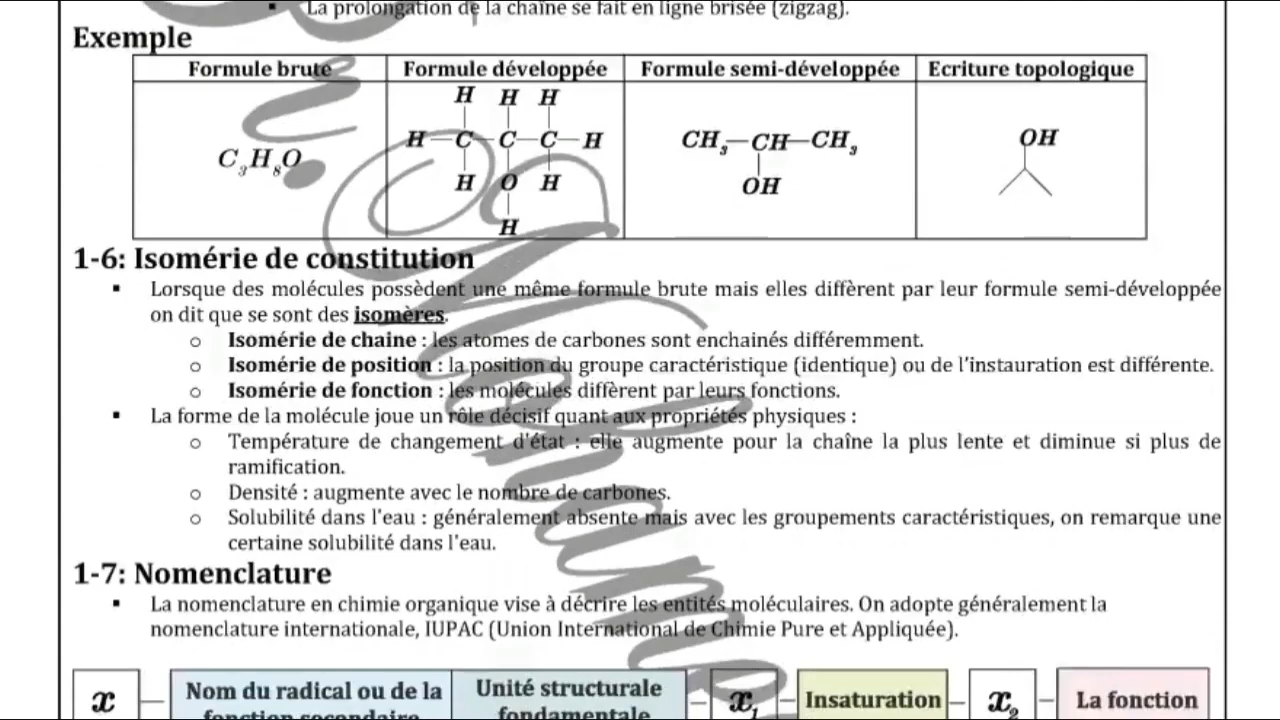 ▪ La prolongation de la chaîne se fait en ligne brisée (zigzag).
Exemple
Formule brute Formule développée Formule semi-développée Ecriture topologique
H H H
H—C—C—C—H
H O H
H
C₃H₈O
CH₃—CH—CH₃
OH
OH
1-6: Isomérie de constitution
▪ Lorsque des molécules possèdent une même formule brute mais elles diffèrent par leur formule semi-développée
on dit que se sont des isomères.
o Isomérie de chaine : les atomes de carbones sont enchainés différemment.
o Isomérie de position : la position du groupe caractéristique (identique) ou de l'instauration est différente.
o Isomérie de fonction : les molécules diffèrent par leurs fonctions.
▪ La forme de la molécule joue un rôle décisif quant aux propriétés physiques :
o Température de changement d'état : elle augmente pour la chaîne la plus lente et diminue si plus de
ramification.
o Densité : augmente avec le nombre de carbones.
o Solubilité dans l'eau : généralement absente mais avec les groupements caractéristiques, on remarque une
certaine solubilité dans l'eau.
1-7: Nomenclature
▪ La nomenclature en chimie organique vise à décrire les entités moléculaires. On adopte généralement la
nomenclature internationale, IUPAC (Union International de Chimie Pure et Appliquée).
x — Nom du radical ou de la fonction secondaire Unité structurale fondamentale — x₁ — Insaturation — x₂ — La fonction